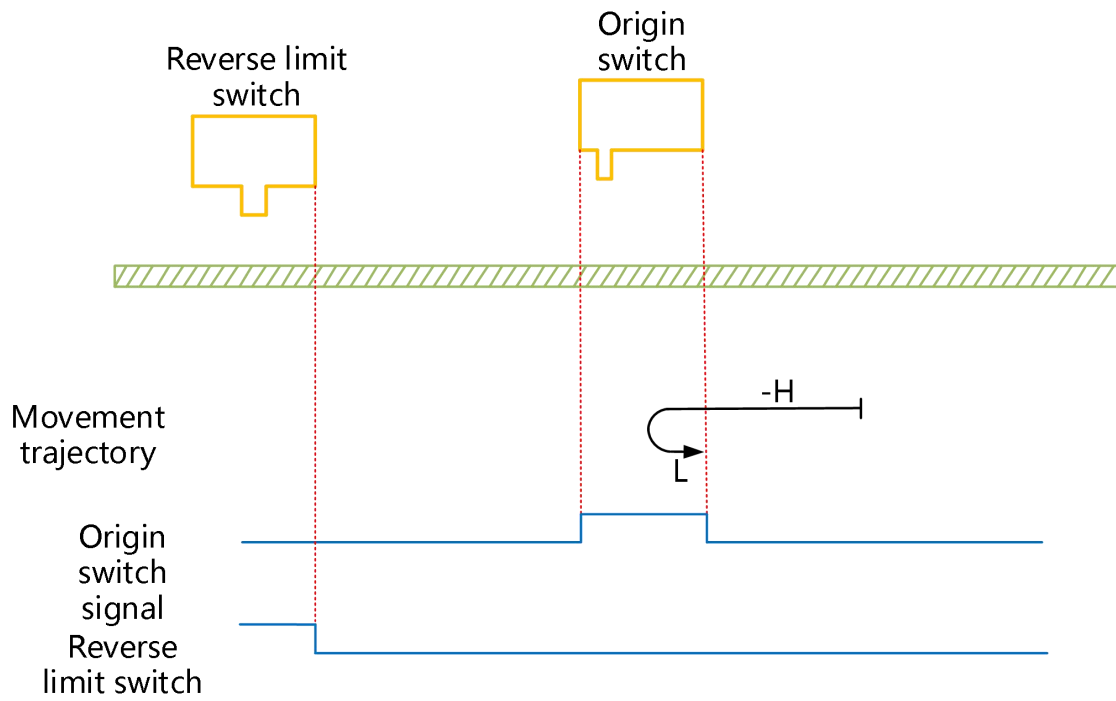 Origin
switch
Reverse limit
switch
-H
Movement
trajectory
L
Origin
switch
signal
Reverse
limit switch